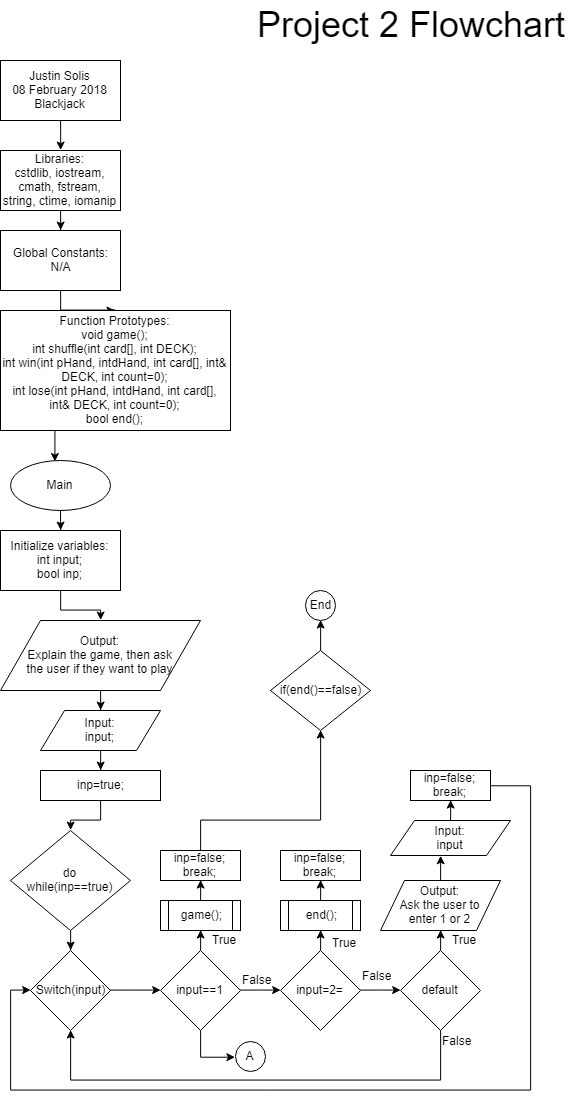 Project 2 Flowchart
Justin Solis
08 February 2018
Blackjack
Libraries:
cstdlib, iostream,
cmath, fstream,
string, ctime, iomanip
Global Constants:
N/A
Function Prototypes:
void game();
int shuffle(int card[], int DECK);
int win(int pHand, intdHand, int card[], int&
DECK, int count=0);
int lose(int pHand, intdHand, int card[],
int& DECK, int count=0);
bool end();
Main
Initialize variables:
int input;
bool inp;
Output:
Explain the game, then ask
the user if they want to play
Input:
input;
inp=true;
do
while(inp==true)
Switch(input)
End
if(end()==false)
inp=false;
break;
game();
True
input==1
False
A
inp=false;
break;
end();
True
input=2=
False
inp=false;
break;
Input:
input
Output:
Ask the user to
enter 1 or 2
True
default
False